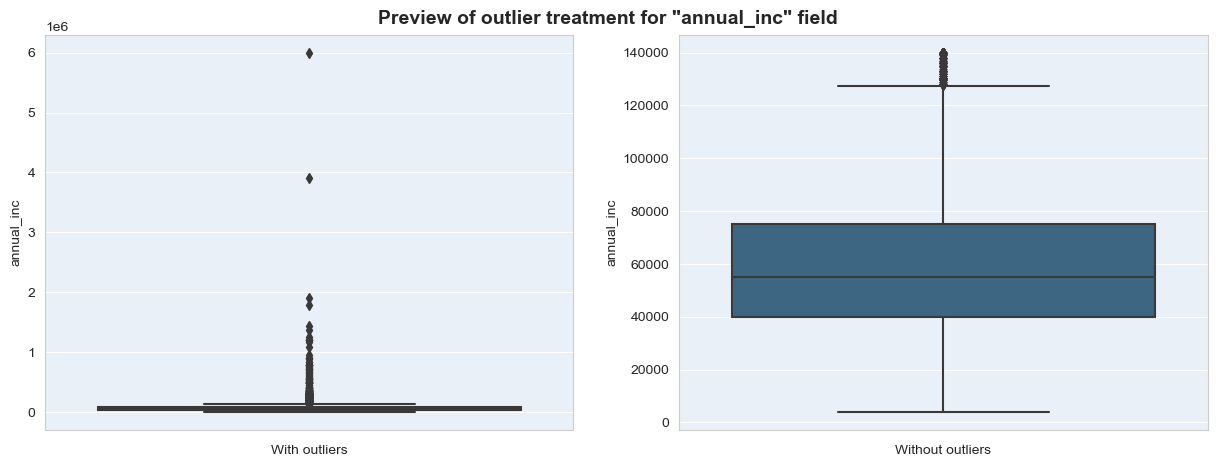 Preview of outlier treatment for "annual_inc" field
1e6
6
5
4
3
2
1
0
annual_inc
With outliers
140000
120000
100000
80000
60000
40000
20000
0
annual_inc
Without outliers